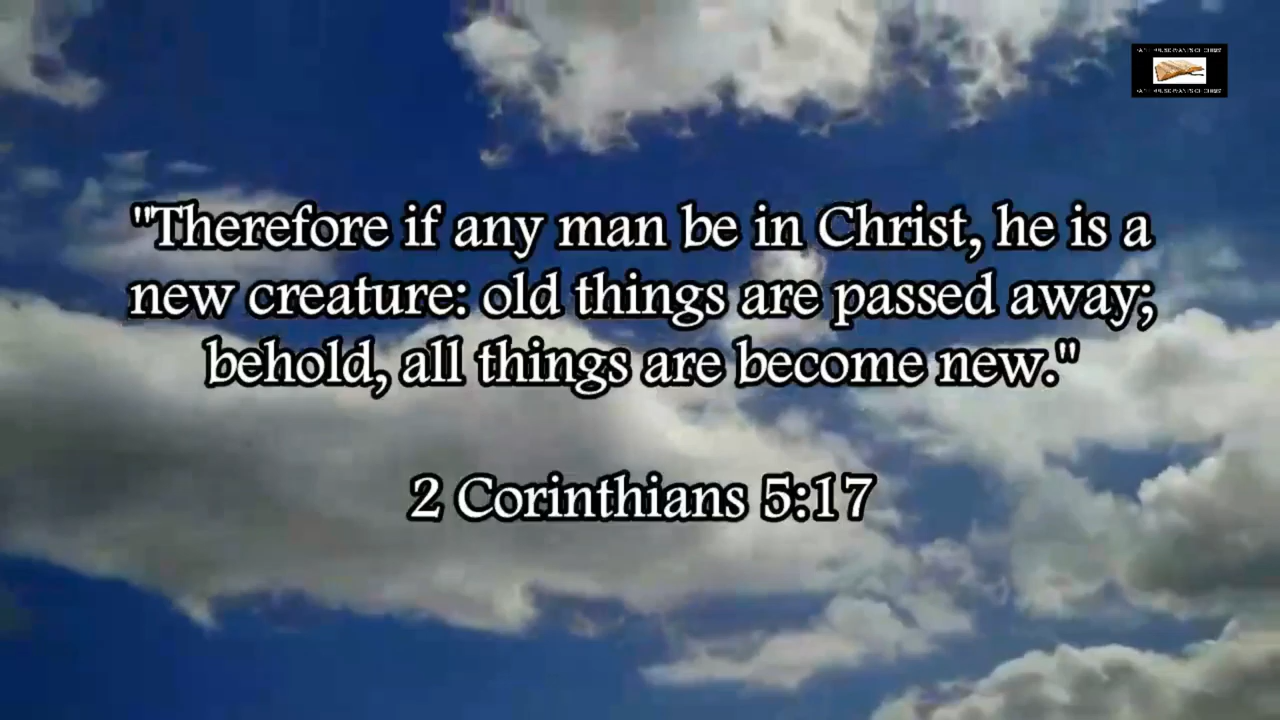 "Therefore if any man be in Christ, he is a
new creature: old things are passed away;
behold, all things are become new."
2 Corinthians 5:17